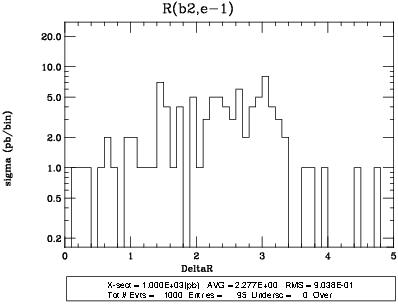 R(b2,e-1)
20.0
10.0
5.0
2.0
1.0
0.5
0.2
sigma (pb/bin)
0 1 2 3 4 5
DeltaR
X-sect = 1.000E+03(pb) AVG = 2.277E+00 RMS = 9.038E-01
Tot # Evts = 1000 Entries = 95 Undersc = 0 Over